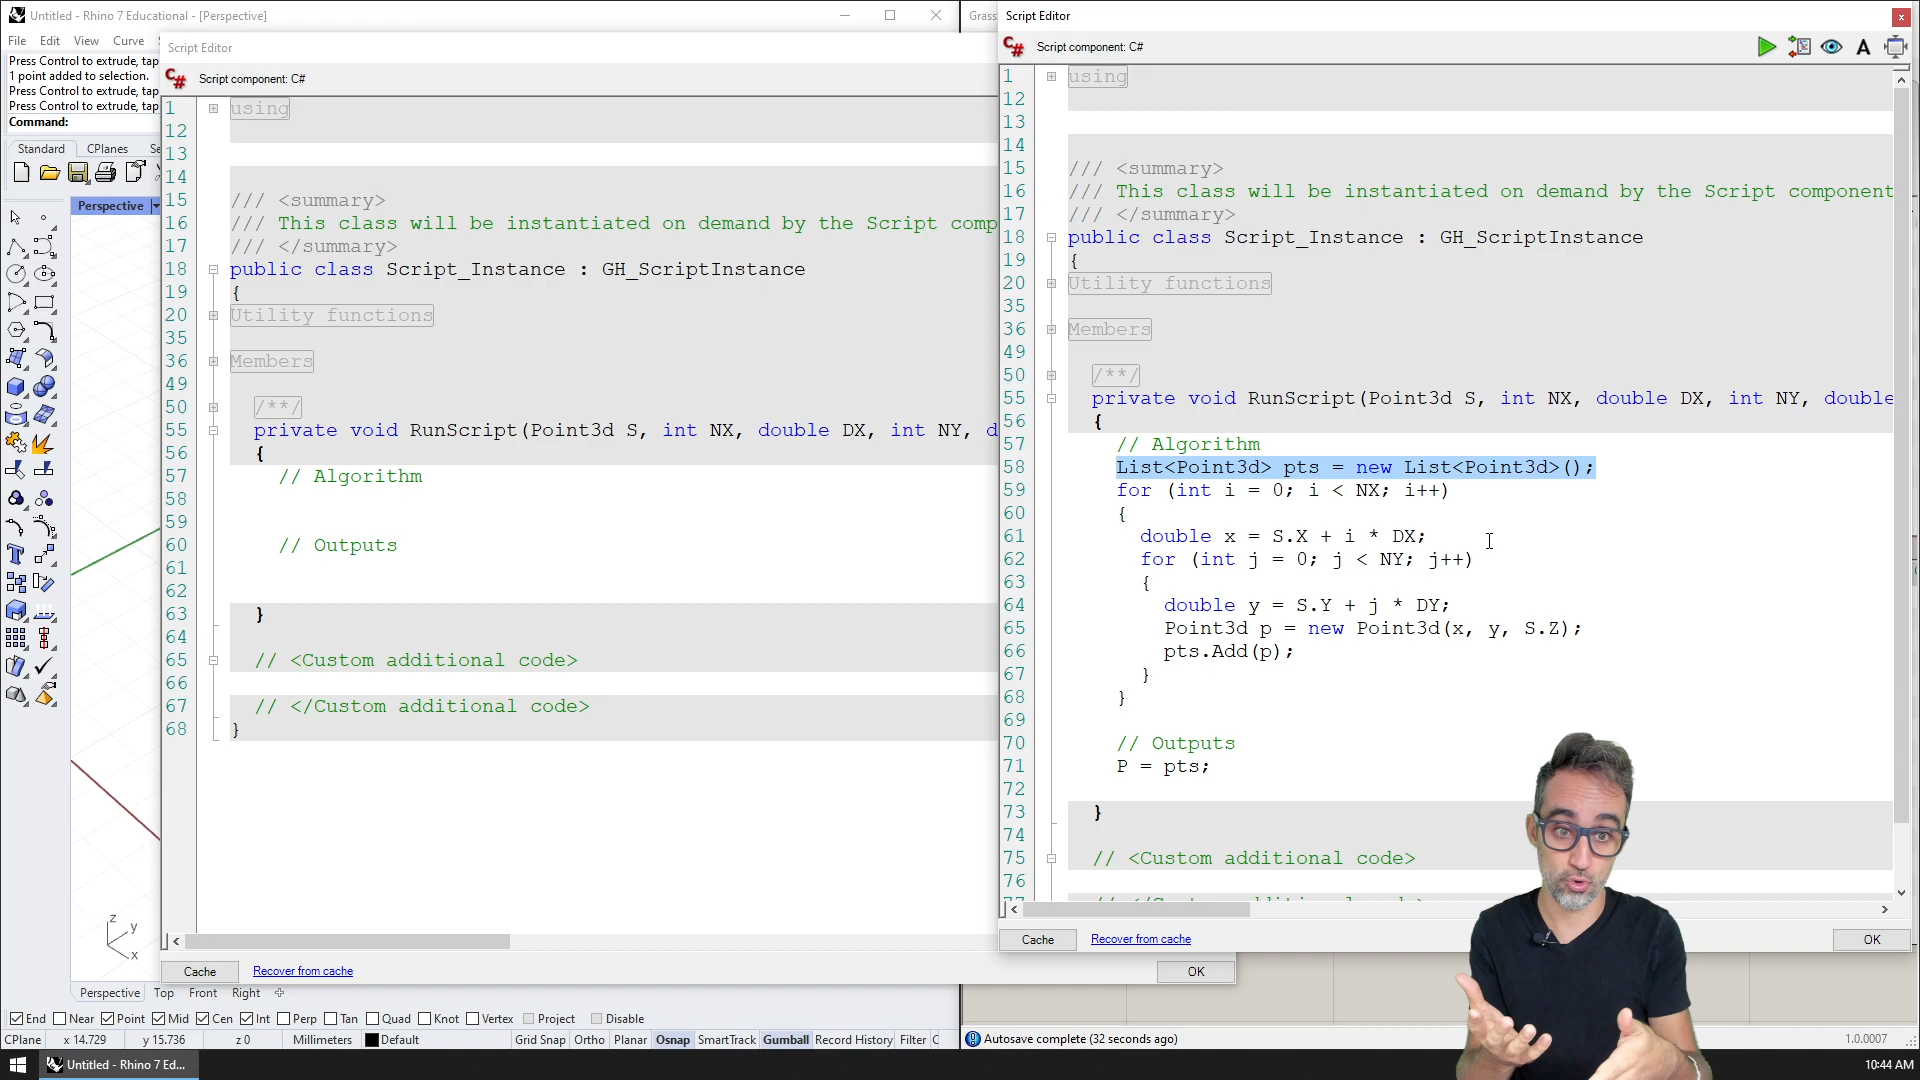 Untitled - Rhino 7 Educational - [Perspective]
File Edit View Curve
Press Control to extrude, tap
1 point added to selection.
Press Control to extrude, tap
Press Control to extrude, tap
Command:
Standard CPlanes Se
Perspective
z
y
x
Perspective Top Front Right
End Near Point Mid Cen Int Perp Tan Quad Knot Vertex Project Disable
CPlane x 14.729 y 15.736 z 0 Millimeters Default Grid Snap Ortho Planar Osnap SmartTrack Gumball Record History Filter C
Untitled - Rhino 7 Ed...
Script Editor
C# Script component: C#
1 using
12
13
14
15 /// <summary>
16 /// This class will be instantiated on demand by the Script comp
17 /// </summary>
18 public class Script_Instance : GH_ScriptInstance
19 {
20 Utility functions
35
36 Members
49
50 /**/
55 private void RunScript(Point3d S, int NX, double DX, int NY, d
56 {
57 // Algorithm
58
59
60 // Outputs
61
62
63 }
64
65 // <Custom additional code>
66
67 // </Custom additional code>
68 }
Cache Recover from cache OK
Grass
Script Editor
x
C# Script component: C#
A
1 using
12
13
14
15 /// <summary>
16 /// This class will be instantiated on demand by the Script component
17 /// </summary>
18 public class Script_Instance : GH_ScriptInstance
19 {
20 Utility functions
35
36 Members
49
50 /**/
55 private void RunScript(Point3d S, int NX, double DX, int NY, double
56 {
57 // Algorithm
58 List<Point3d> pts = new List<Point3d>();
59 for (int i = 0; i < NX; i++)
60 {
61 double x = S.X + i * DX;
62 for (int j = 0; j < NY; j++)
63 {
64 double y = S.Y + j * DY;
65 Point3d p = new Point3d(x, y, S.Z);
66 pts.Add(p);
67 }
68 }
69
70 // Outputs
71 P = pts;
72
73 }
74
75 // <Custom additional code>
76
Cache Recover from cache OK
Autosave complete (32 seconds ago) 1.0.0007
10:44 AM